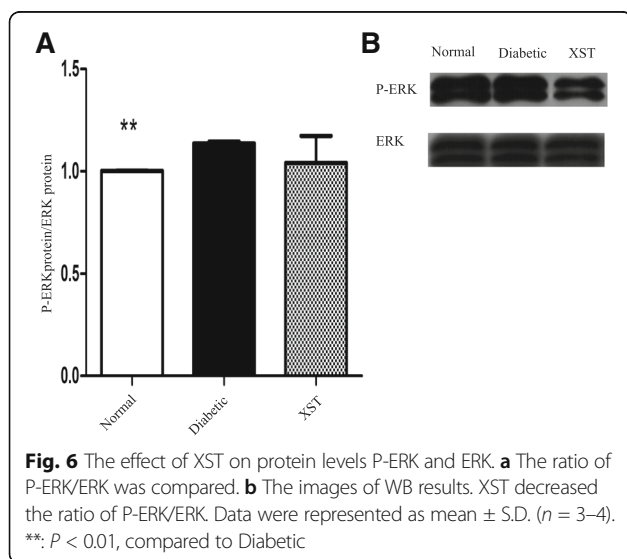 A
1.5
1.0
0.5
0.0
P-ERKprotein/ERK protein
**
Normal
Diabetic
XST
B
Normal Diabetic XST
P-ERK
ERK
Fig. 6 The effect of XST on protein levels P-ERK and ERK. a The ratio of
P-ERK/ERK was compared. b The images of WB results. XST decreased
the ratio of P-ERK/ERK. Data were represented as mean ± S.D. (n = 3–4).
**: P < 0.01, compared to Diabetic